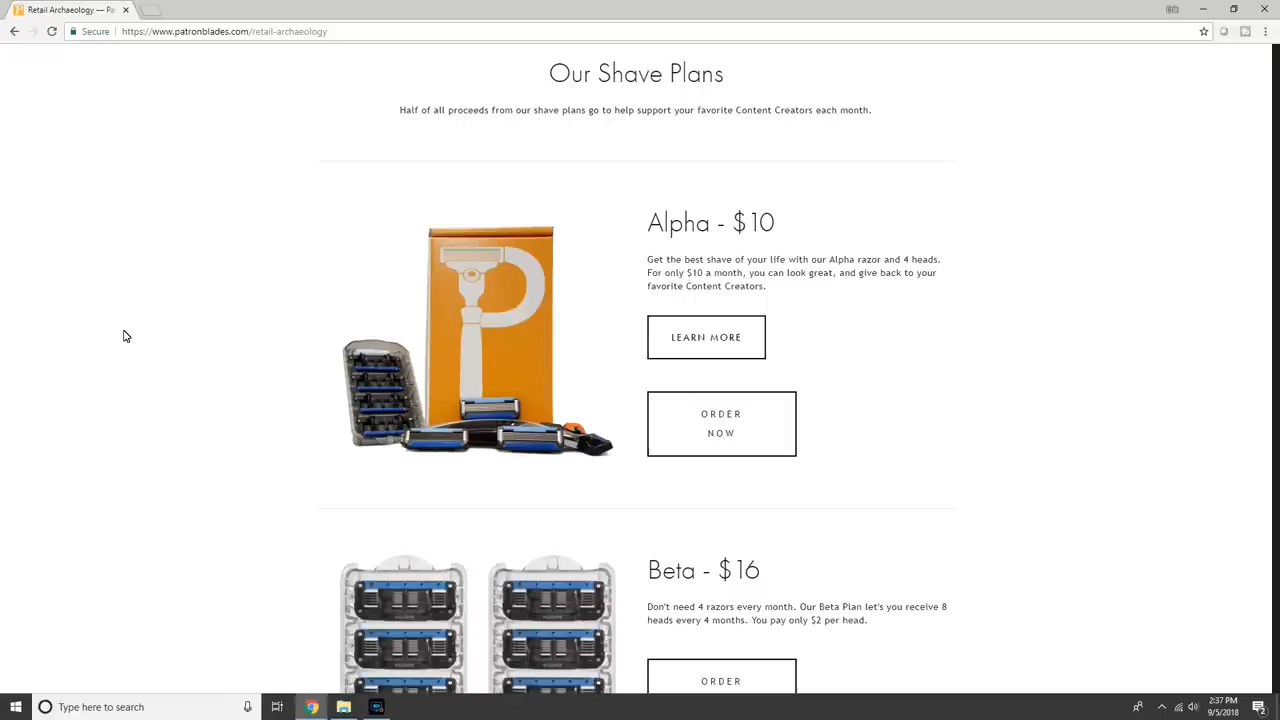 Retail Archaeology — Pa
Secure
https://www.patronblades.com/retail-archaeology
Our Shave Plans
Half of all proceeds from our shave plans go to help support your favorite Content Creators each month.
Alpha - $10
Get the best shave of your life with our Alpha razor and 4 heads.
For only $10 a month, you can look great, and give back to your
favorite Content Creators.
LEARN MORE
ORDER
NOW
Beta - $16
Don't need 4 razors every month. Our Beta Plan let's you receive 8
heads every 4 months. You pay only $2 per head.
ORDER
Type here to search
2:37 PM
9/5/2018